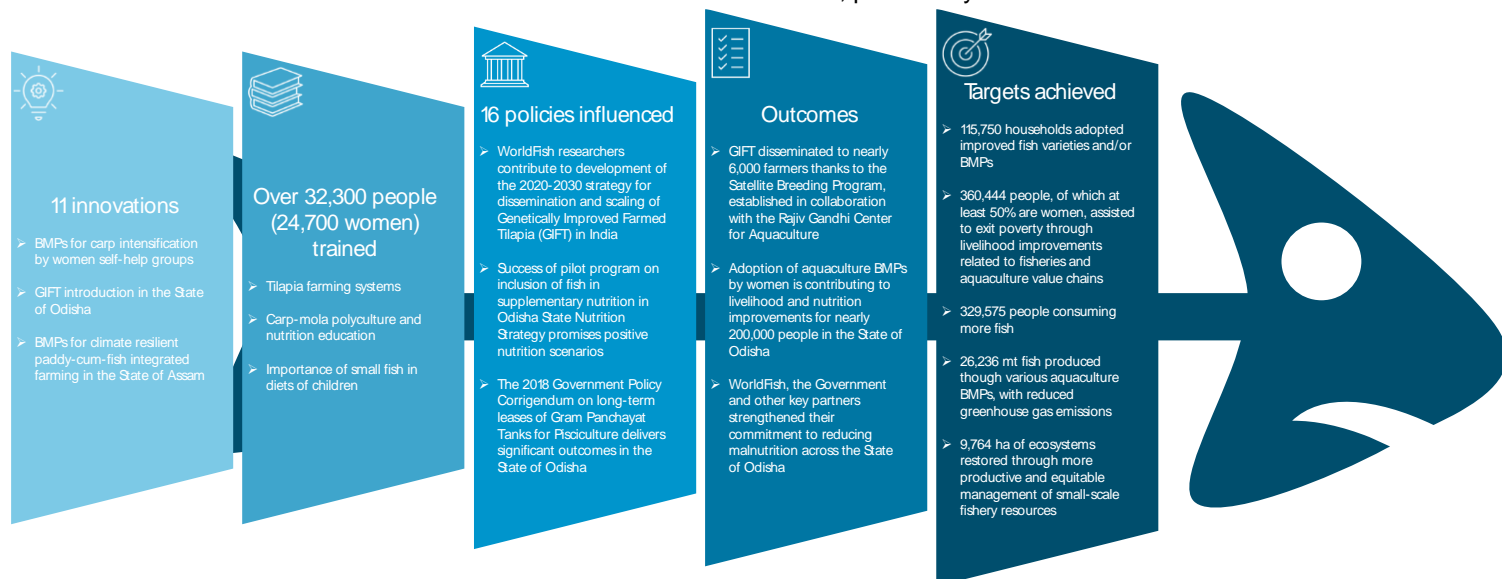 11 innovations
➢ BMPs for carp intensification
by women self-help groups
➢ GIFT introduction in the State
of Odisha
➢ BMPs for climate resilient
paddy-cum-fish integrated
farming in the State of Assam
Over 32,300 people
(24,700 women)
trained
➢ Tilapia farming systems
➢ Carp-mola polyculture and
nutrition education
➢ Importance of small fish in
diets of children
16 policies influenced
➢ WorldFish researchers
contribute to development of
the 2020-2030 strategy for
dissemination and scaling of
Genetically Improved Farmed
Tilapia (GIFT) in India
➢ Success of pilot program on
inclusion of fish in
supplementary nutrition in
Odisha State Nutrition
Strategy promises positive
nutrition scenarios
➢ The 2018 Government Policy
Corrigendum on long-term
leases of Gram Panchayat
Tanks for Pisciculture delivers
significant outcomes in the
State of Odisha
Outcomes
➢ GIFT disseminated to nearly
6,000 farmers thanks to the
Satellite Breeding Program,
established in collaboration
with the Rajiv Gandhi Center
for Aquaculture
➢ Adoption of aquaculture BMPs
by women is contributing to
livelihood and nutrition
improvements for nearly
200,000 people in the State of
Odisha
➢ WorldFish, the Government
and other key partners
strengthened their
commitment to reducing
malnutrition across the State
of Odisha
Targets achieved
➢ 115,750 households adopted
improved fish varieties and/or
BMPs
➢ 360,444 people, of which at
least 50% are women, assisted
to exit poverty through
livelihood improvements
related to fisheries and
aquaculture value chains
➢ 329,575 people consuming
more fish
➢ 26,236 mt fish produced
though various aquaculture
BMPs, with reduced
greenhouse gas emissions
➢ 9,764 ha of ecosystems
restored through more
productive and equitable
management of small-scale
fishery resources